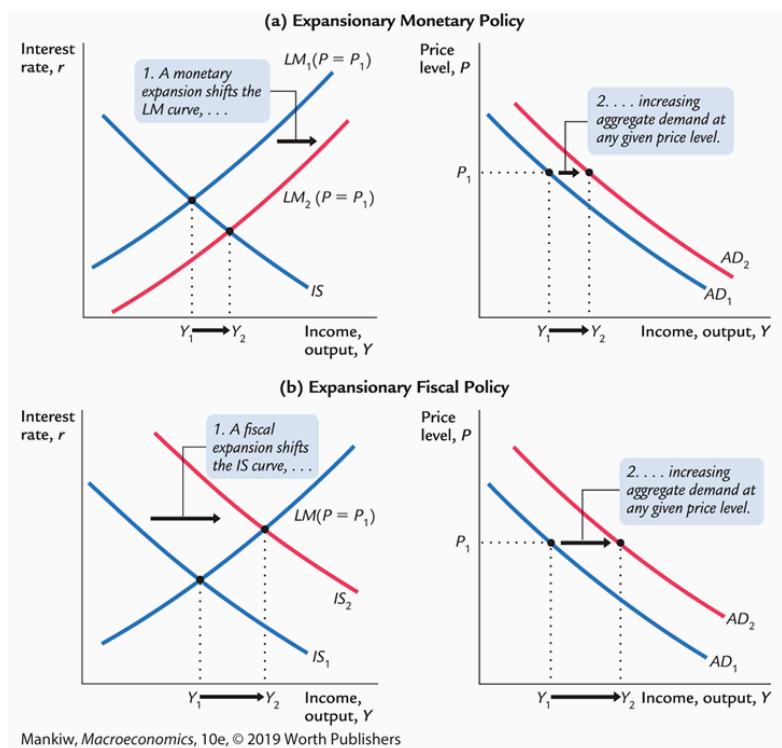 (a) Expansionary Monetary Policy
Interest
rate, r
LM₁(P = P₁)
1. A monetary
expansion shifts the
LM curve, . . .
LM₂ (P = P₁)
IS
Y₁
Y₂
Income,
output, Y
Price
level, P
2. . . . increasing
aggregate demand at
any given price level.
P₁
AD₂
AD₁
Y₁
Y₂
Income, output, Y
(b) Expansionary Fiscal Policy
Interest
rate, r
1. A fiscal
expansion shifts
the IS curve, . . .
LM(P = P₁)
IS₂
IS₁
Y₁
Y₂
Income,
output, Y
Price
level, P
2. . . . increasing
aggregate demand at
any given price level.
P₁
AD₂
AD₁
Y₁
Y₂
Income, output, Y
Mankiw, Macroeconomics, 10e, © 2019 Worth Publishers